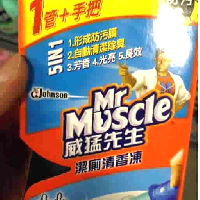 1管+手把
5IN1
1.形成防汚膜
2.自動清潔除臭
3.芳香 4.光亮 5.長效
Johnson
Mr
Muscle
威猛先生
潔廁清香凍